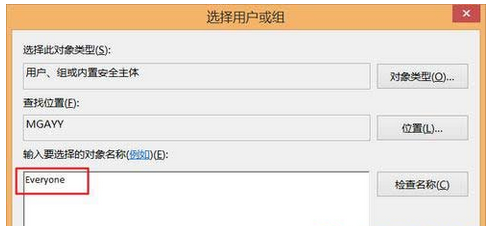 选择用户或组
选择此对象类型(S):
用户、组或内置安全主体
对象类型(O)...
查找位置(F):
MGAYY
位置(L)...
输入要选择的对象名称(例如)(E):
Everyone
检查名称(C)